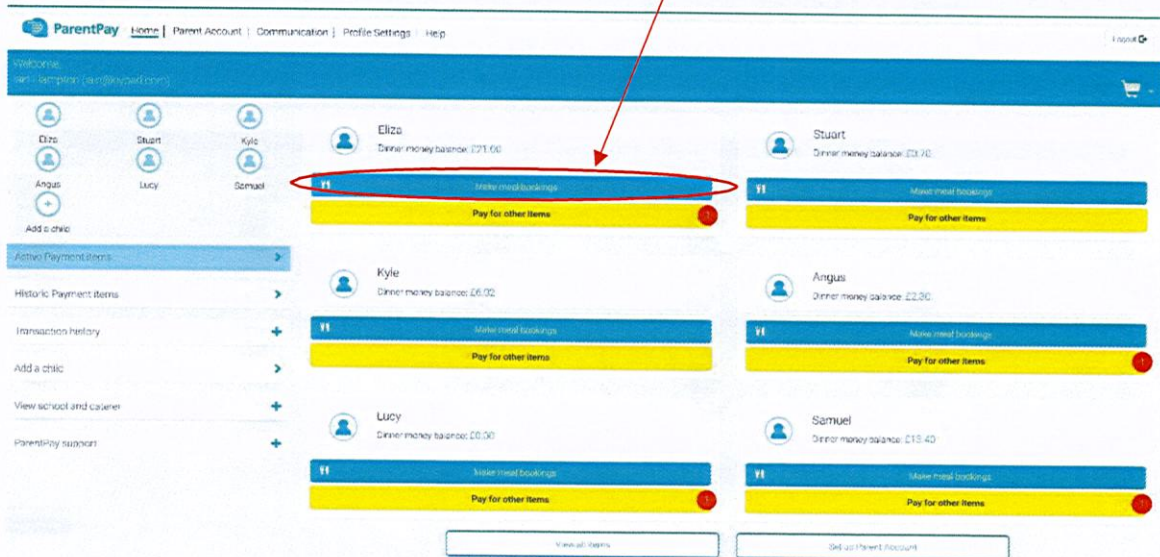 ParentPay Home | Parent Account | Communication | Profile Settings | Help
Logout
Welcome,
Eliza Stuart Kyle
Angus Lucy Samuel
Add a child
Active Payment items
Historic Payment items
Transaction history
Add a child
View school and caterer
ParentPay support
Eliza
Dinner money balance: £21.00
Make meal bookings
Pay for other items
Stuart
Dinner money balance:
Make meal bookings
Pay for other items
Kyle
Dinner money balance: £6.02
Make meal bookings
Pay for other items
Angus
Dinner money balance: £2.30
Make meal bookings
Pay for other items
Lucy
Dinner money balance: £0.00
Make meal bookings
Pay for other items
Samuel
Dinner money balance: £13.40
Make meal bookings
Pay for other items
View all items
Set up Parent Account